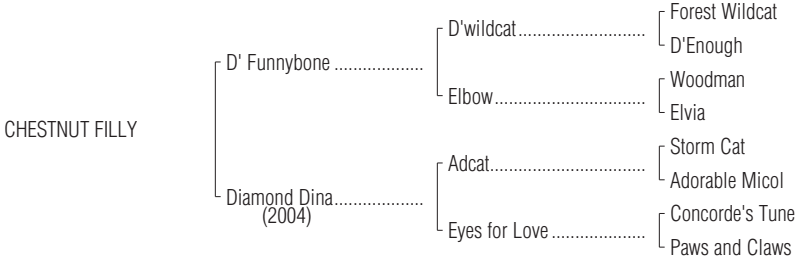 Forest Wildcat
D'wildcat
D'Enough
D' Funnybone
Woodman
Elbow
Elvia
CHESTNUT FILLY
Storm Cat
Adcat
Adorable Micol
Diamond Dina
(2004)
Concorde's Tune
Eyes for Love
Paws and Claws